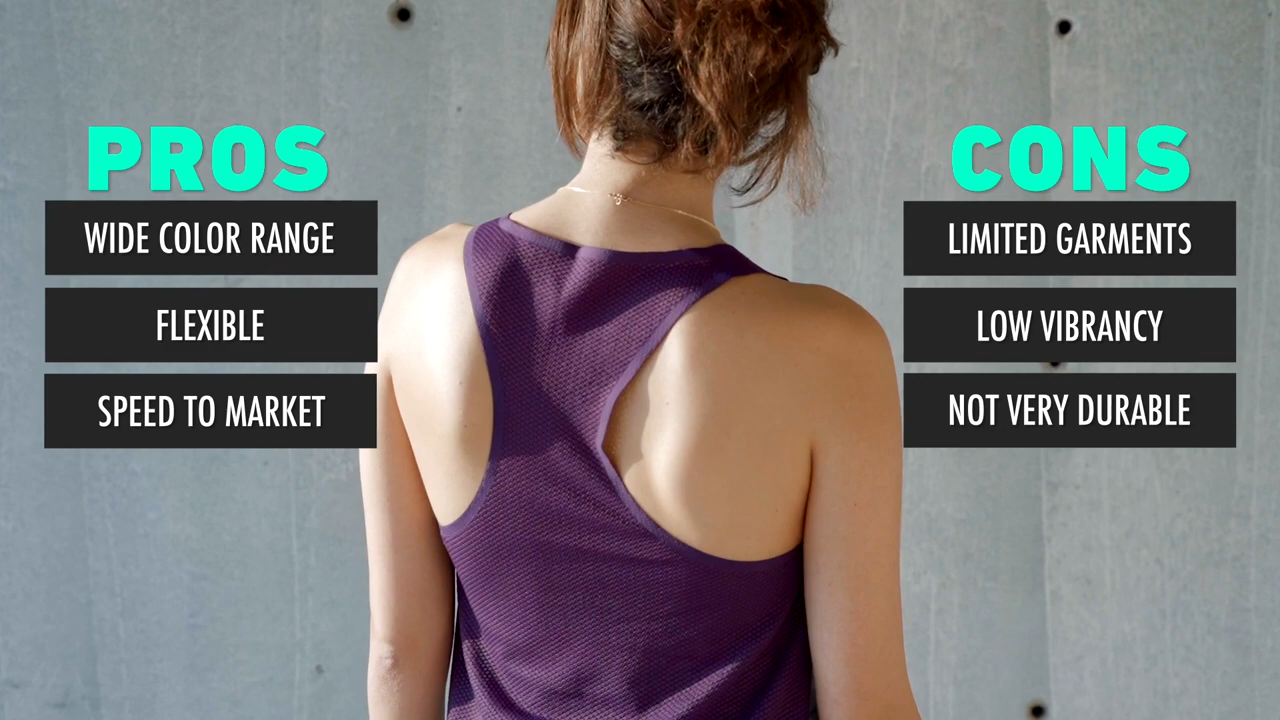 PROS
WIDE COLOR RANGE
FLEXIBLE
SPEED TO MARKET
CONS
LIMITED GARMENTS
LOW VIBRANCY
NOT VERY DURABLE